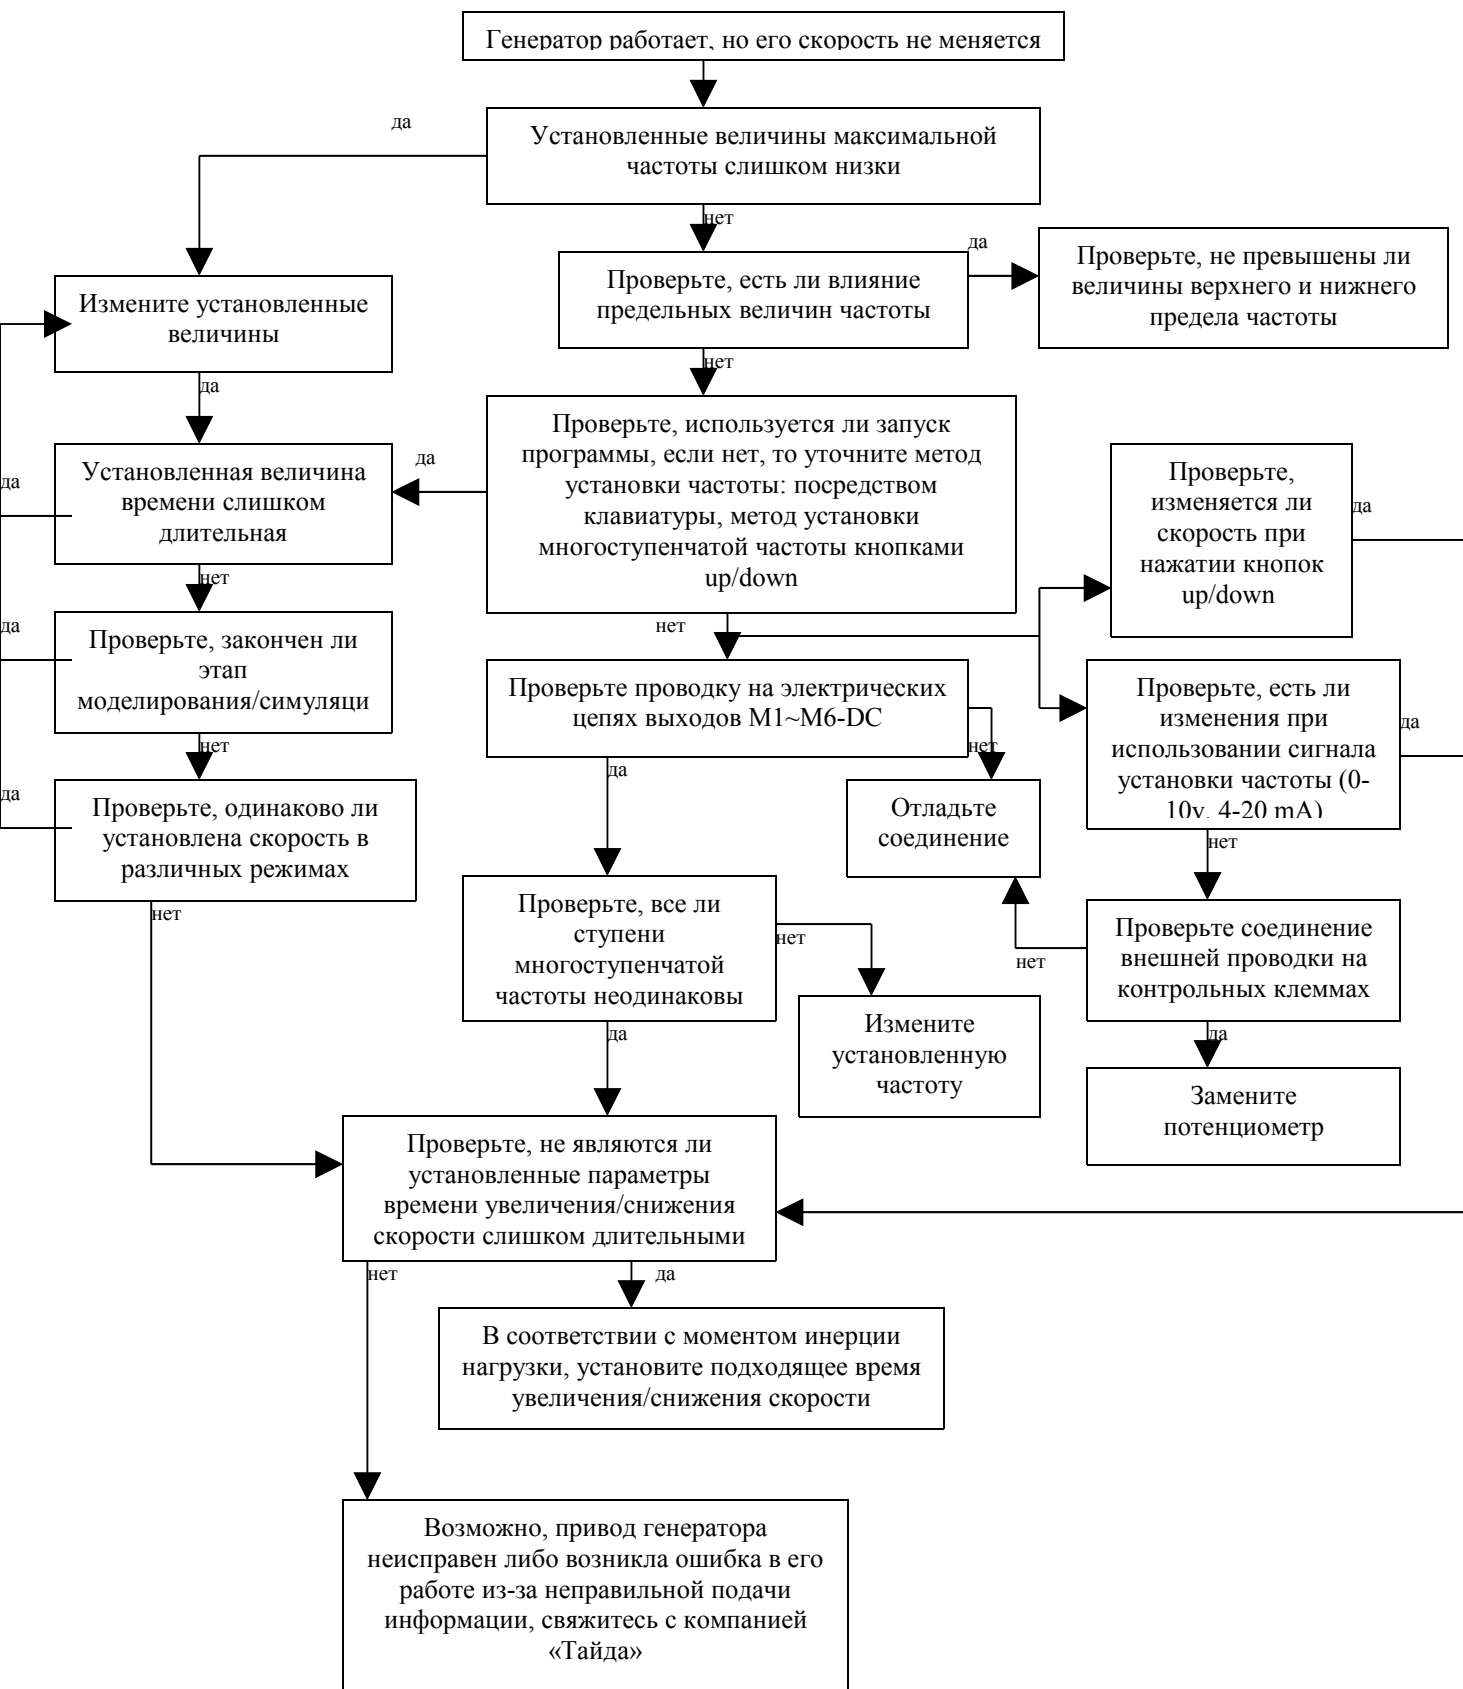 Генератор работает, но его скорость не меняется
да
Установленные величины максимальной
частоты слишком низки
нет
да
Проверьте, не превышены ли
величины верхнего и нижнего
предела частоты
Проверьте, есть ли влияние
предельных величин частоты
Измените установленные
величины
нет
да
Проверьте, используется ли запуск
программы, если нет, то уточните метод
установки частоты: посредством
клавиатуры, метод установки
многоступенчатой частоты кнопками
up/down
да
Установленная величина
времени слишком
длительная
да
Проверьте,
изменяется ли
скорость при
нажатии кнопок
up/down
да
нет
нет
да
Проверьте, закончен ли
этап
моделирования/симуляци
Проверьте проводку на электрических
цепях выходов M1~M6-DC
Проверьте, есть ли
изменения при
использовании сигнала
установки частоты (0-
10v, 4-20 mA)
да
нет
нет
да
да
Проверьте, одинаково ли
установлена скорость в
различных режимах
Отладьте
соединение
нет
нет
Проверьте, все ли
ступени
многоступенчатой
частоты неодинаковы
нет
Проверьте соединение
внешней проводки на
контрольных клеммах
нет
Измените
установленную
частоту
да
да
Замените
потенциометр
Проверьте, не являются ли
установленные параметры
времени увеличения/снижения
скорости слишком длительными
нет
да
В соответствии с моментом инерции
нагрузки, установите подходящее время
увеличения/снижения скорости
Возможно, привод генератора
неисправен либо возникла ошибка в его
работе из-за неправильной подачи
информации, свяжитесь с компанией
«Тайда»